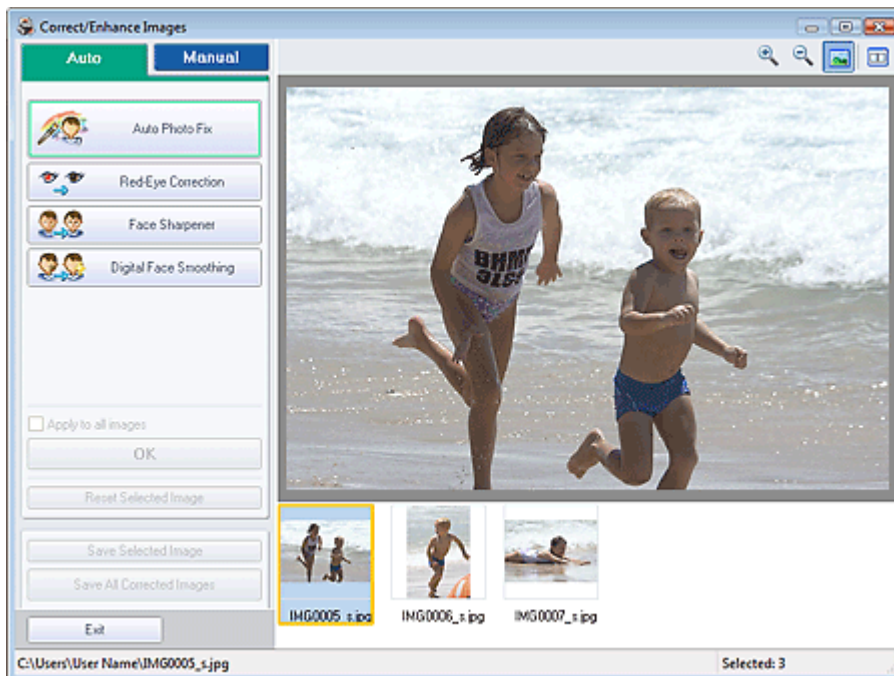 Correct/Enhance Images
Auto
Manual
Auto Photo Fix
Red-Eye Correction
Face Sharpener
Digital Face Smoothing
Apply to all images
OK
Reset Selected Image
Save Selected Image
Save All Corrected Images
Exit
BHMF
IMG0005_s.jpg
IMG0006_s.jpg
IMG0007_s.jpg
C:\Users\User Name\IMG0005_s.jpg
Selected: 3